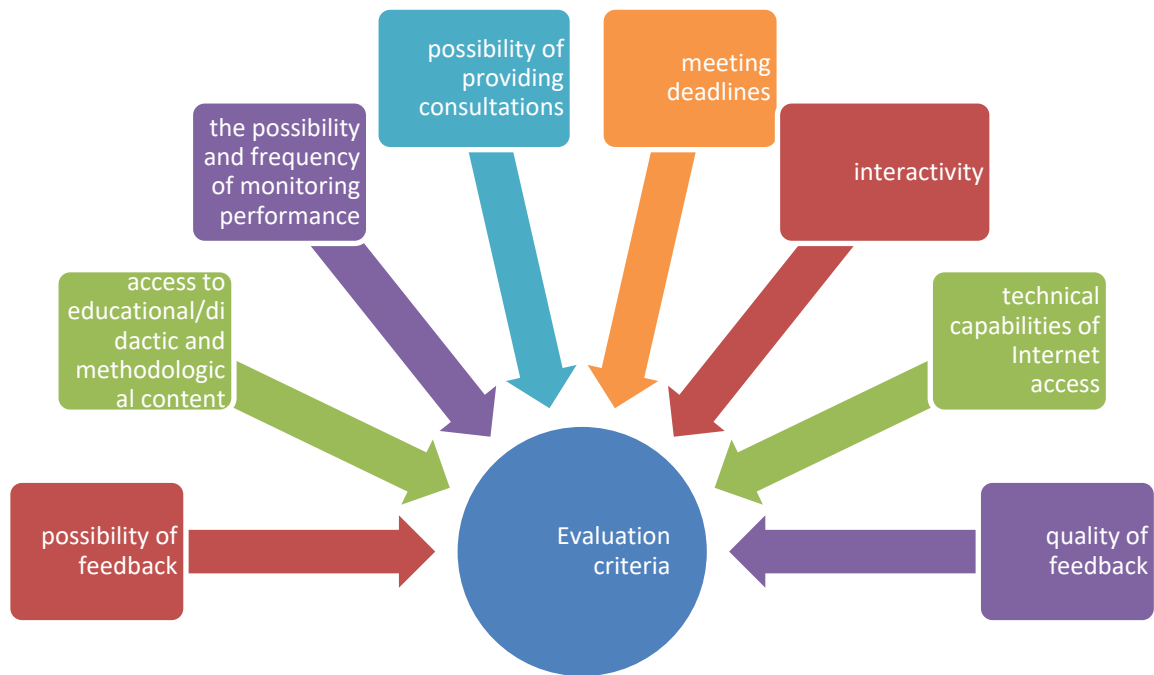 possibility of
feedback
access to
educational/di
dactic and
methodologic
al content
the possibility
and frequency
of monitoring
performance
possibility of
providing
consultations
meeting
deadlines
interactivity
technical
capabilities of
Internet
access
quality of
feedback
Evaluation
criteria